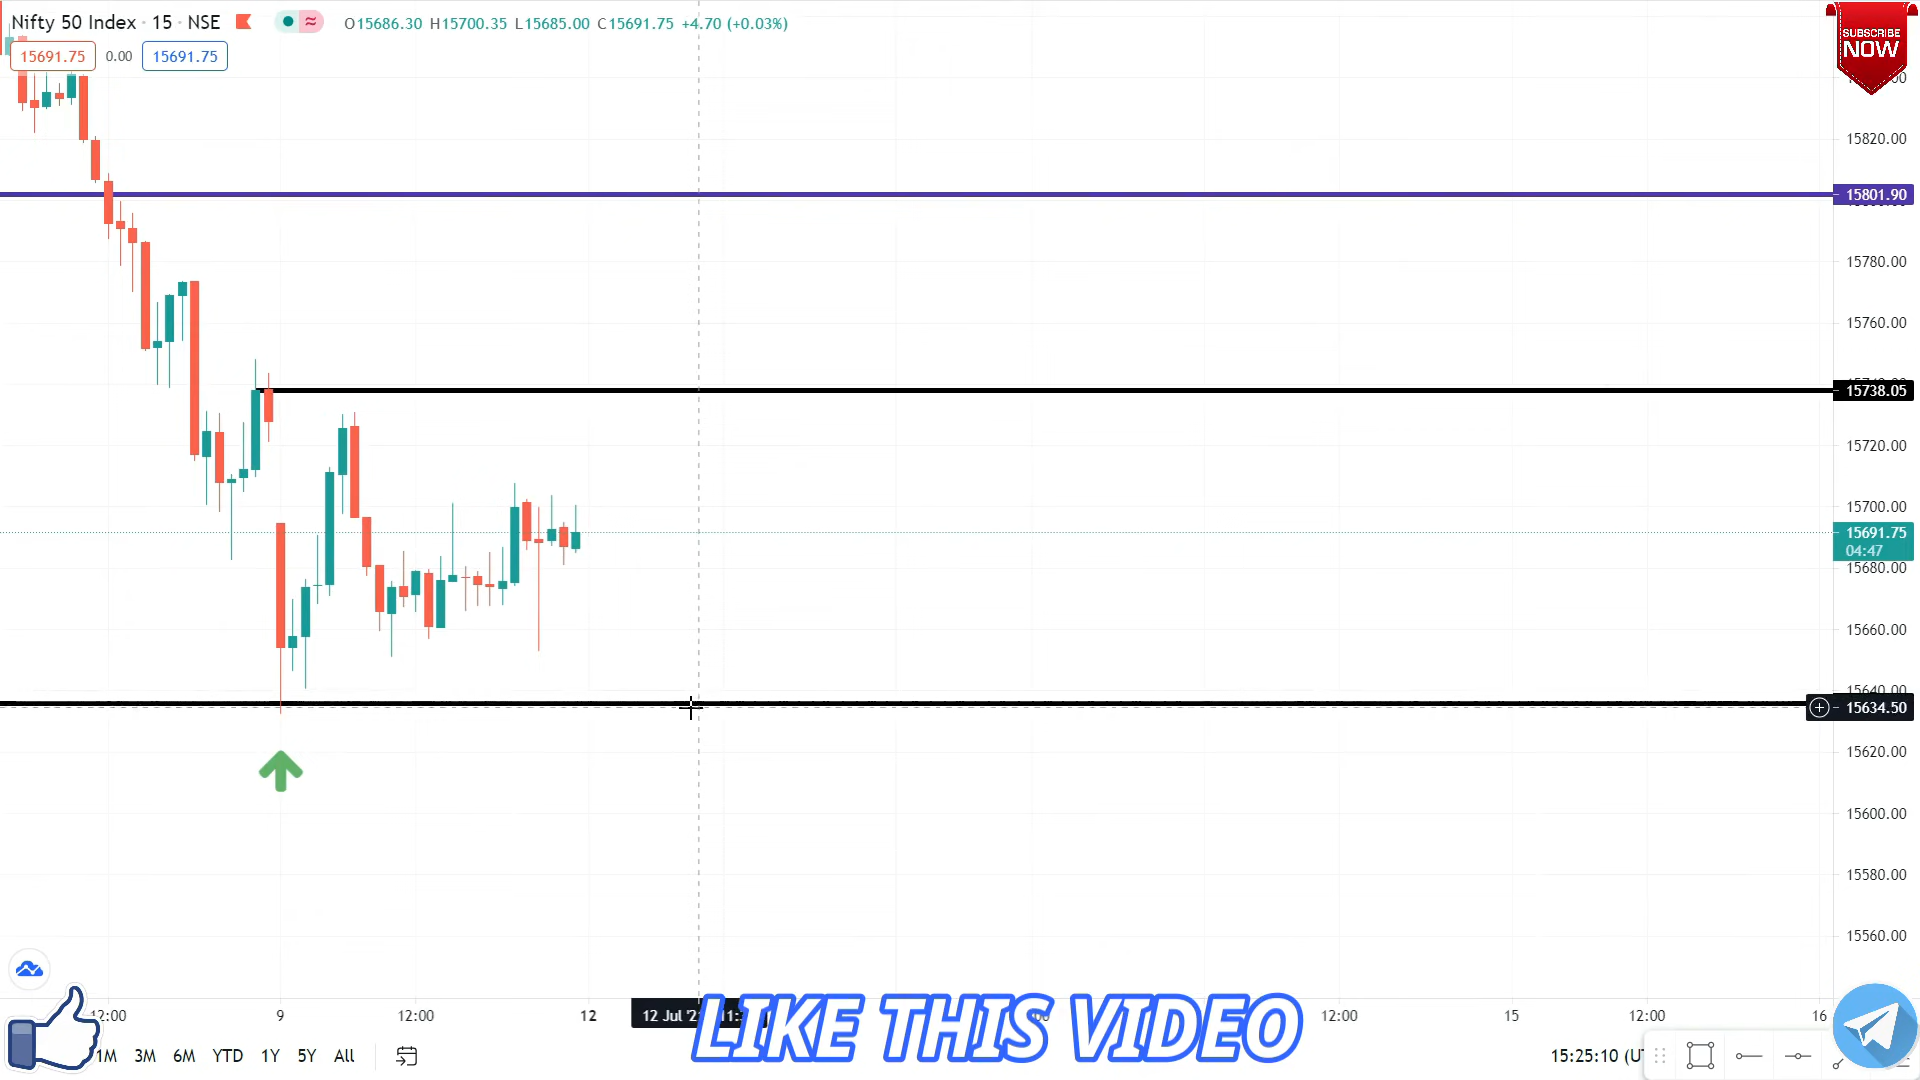 Nifty 50 Index · 15 · NSE
O15686.30 H15700.35 L15685.00 C15691.75 +4.70 (+0.03%)
15691.75 0.00 15691.75
SUBSCRIBE
NOW
15820.00
15801.90
15780.00
15760.00
15738.05
15720.00
15700.00
15691.75
04:47
15680.00
15660.00
15640.00
15634.50
15620.00
15600.00
15580.00
15560.00
12:00 9 12:00 12 12 Jul 12:00 15 12:00 16
LIKE THIS VIDEO
1M 3M 6M YTD 1Y 5Y All
15:25:10